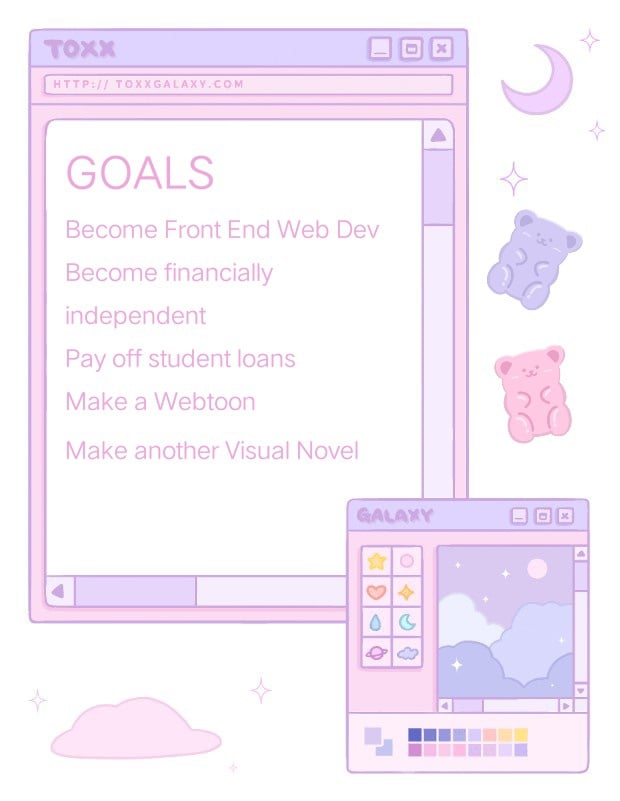 TOXX
HTTP:// TOXXGALAXY.COM
GOALS
Become Front End Web Dev
Become financially
independent
Pay off student loans
Make a Webtoon
Make another Visual Novel
GALAXY